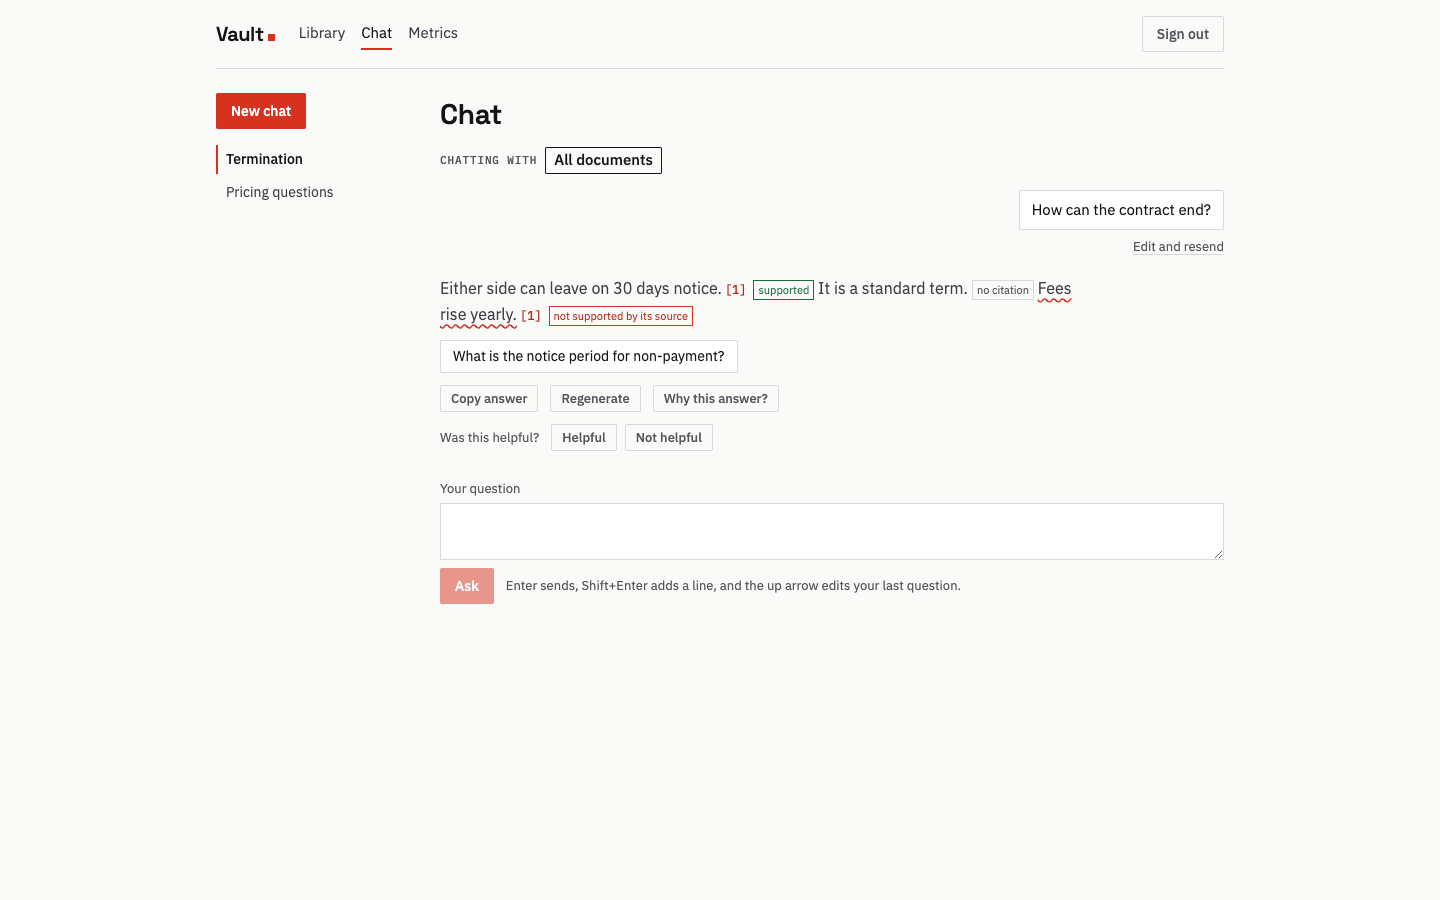 Vault
Library
Chat
Metrics
Sign out
New chat
Termination
Pricing questions
Chat
CHATTING WITH All documents
How can the contract end?
Edit and resend
Either side can leave on 30 days notice. [1] supported It is a standard term. no citation Fees
rise yearly. [1] not supported by its source
What is the notice period for non-payment?
Copy answer
Regenerate
Why this answer?
Was this helpful?
Helpful
Not helpful
Your question
Ask
Enter sends, Shift+Enter adds a line, and the up arrow edits your last question.